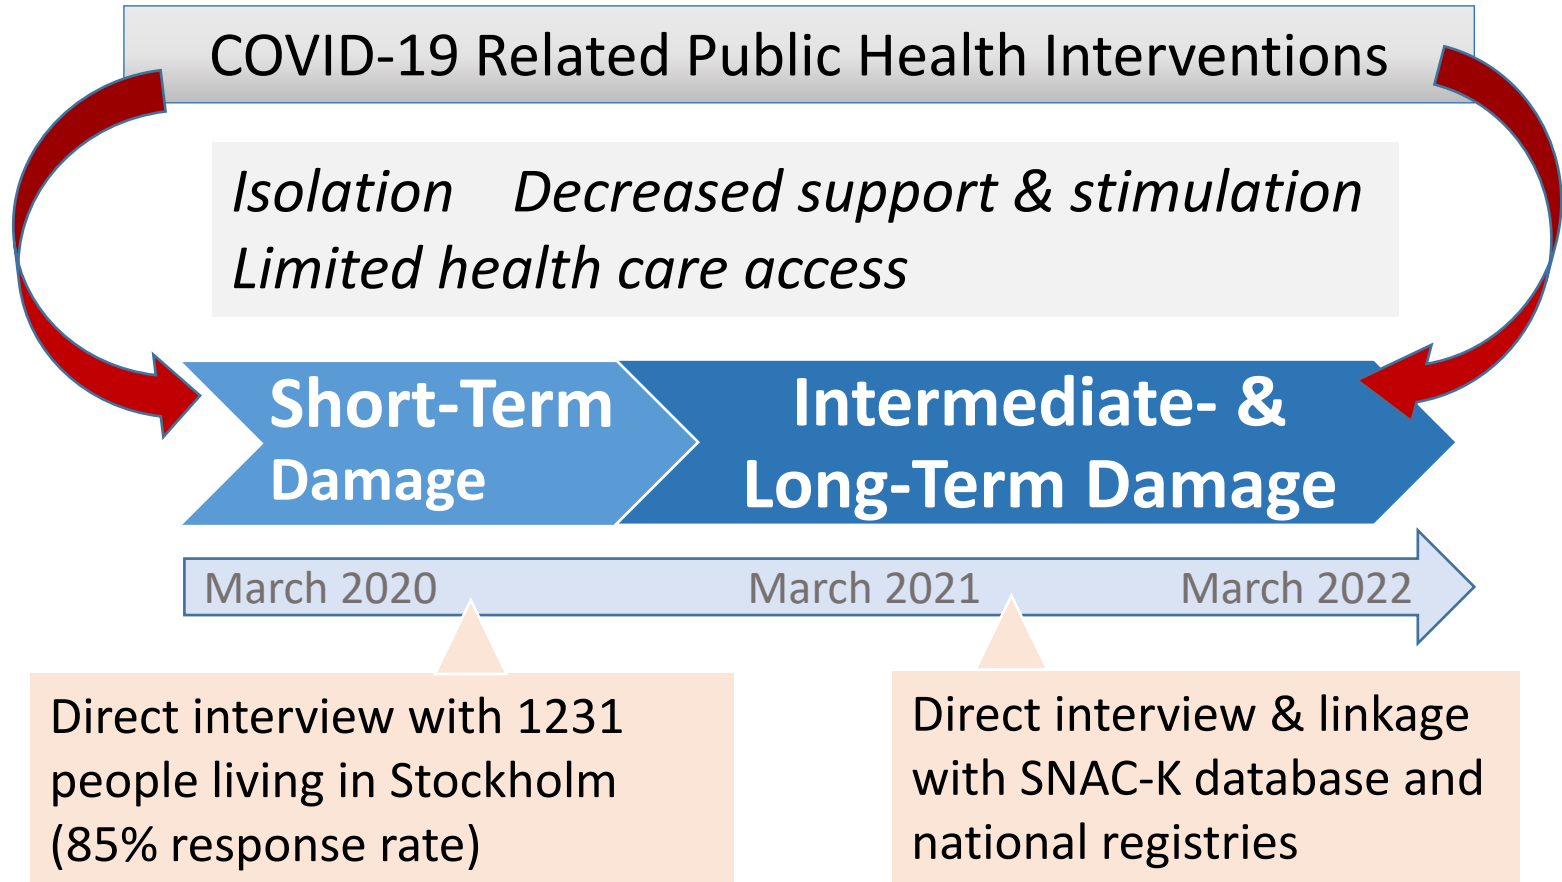 COVID-19 Related Public Health Interventions
Isolation Decreased support & stimulation
Limited health care access
Short-Term
Damage
Intermediate- &
Long-Term Damage
March 2020 March 2021 March 2022
Direct interview with 1231
people living in Stockholm
(85% response rate)
Direct interview & linkage
with SNAC-K database and
national registries